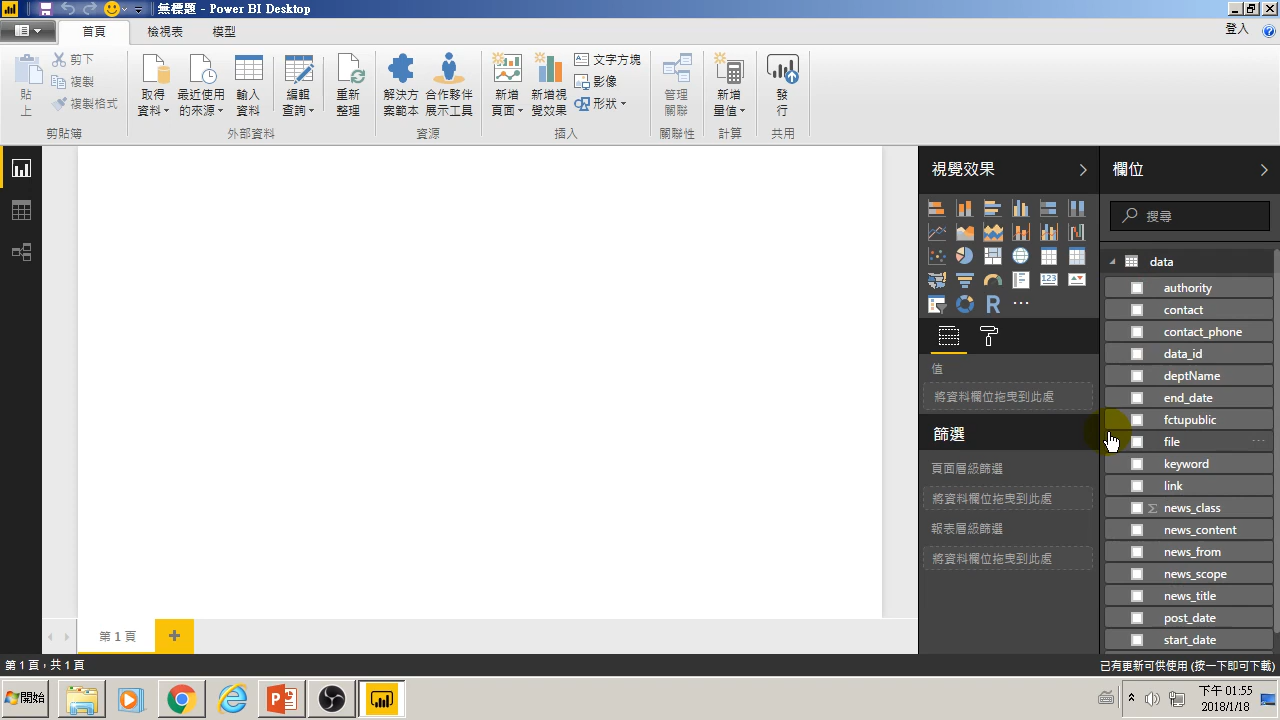 無標題 - Power BI Desktop
首頁
檢視表
模型
登入
貼上
剪下
複製
複製格式
剪貼簿
取得資料
最近使用的來源
輸入資料
編輯查詢
重新整理
外部資料
解決方案範本
合作夥伴展示工具
資源
新增頁面
新增視覺效果
文字方塊
影像
形狀
插入
管理關聯
關聯性
新增量值
計算
發行
共用
視覺效果
123
R
值
將資料欄位拖曳到此處
篩選
頁面層級篩選
將資料欄位拖曳到此處
報表層級篩選
將資料欄位拖曳到此處
欄位
搜尋
data
authority
contact
contact_phone
data_id
deptName
end_date
fctupublic
file
keyword
link
Σ news_class
news_content
news_from
news_scope
news_title
post_date
start_date
第 1 頁
第 1 頁，共 1 頁
已有更新可供使用 (按一下即可下載)
開始
下午 01:55
2018/1/18